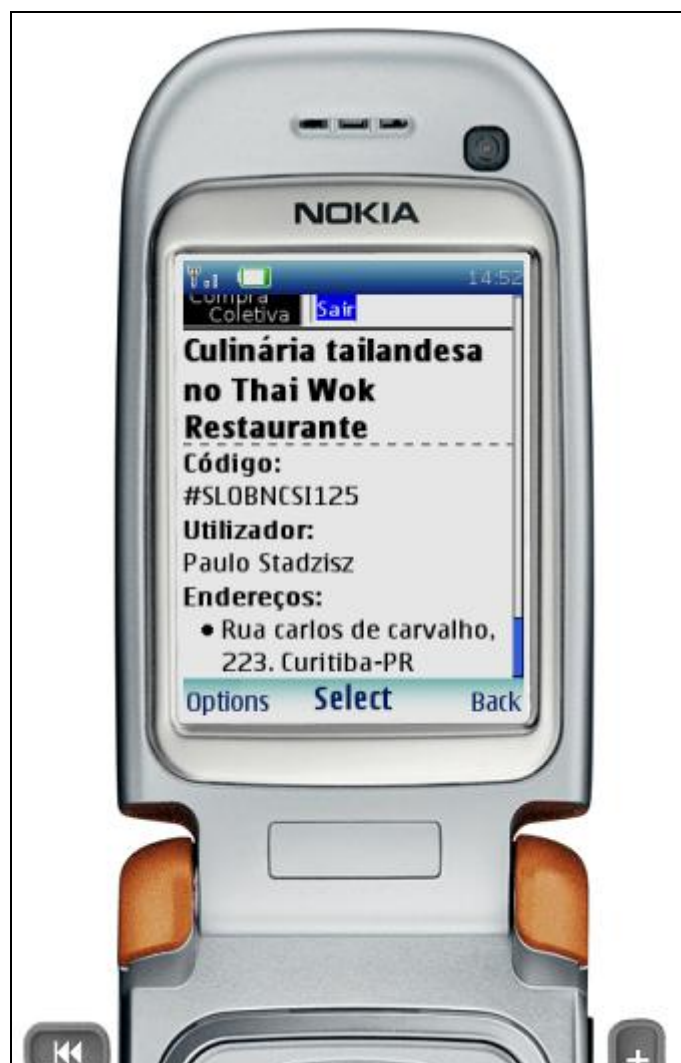 NOKIA
14:52
Compra
Coletiva
Sair
Culinária tailandesa
no Thai Wok
Restaurante
Código:
#SLOBNCSI125
Utilizador:
Paulo Stadzisz
Endereços:
Rua carlos de carvalho,
223. Curitiba-PR
Options Select Back
+